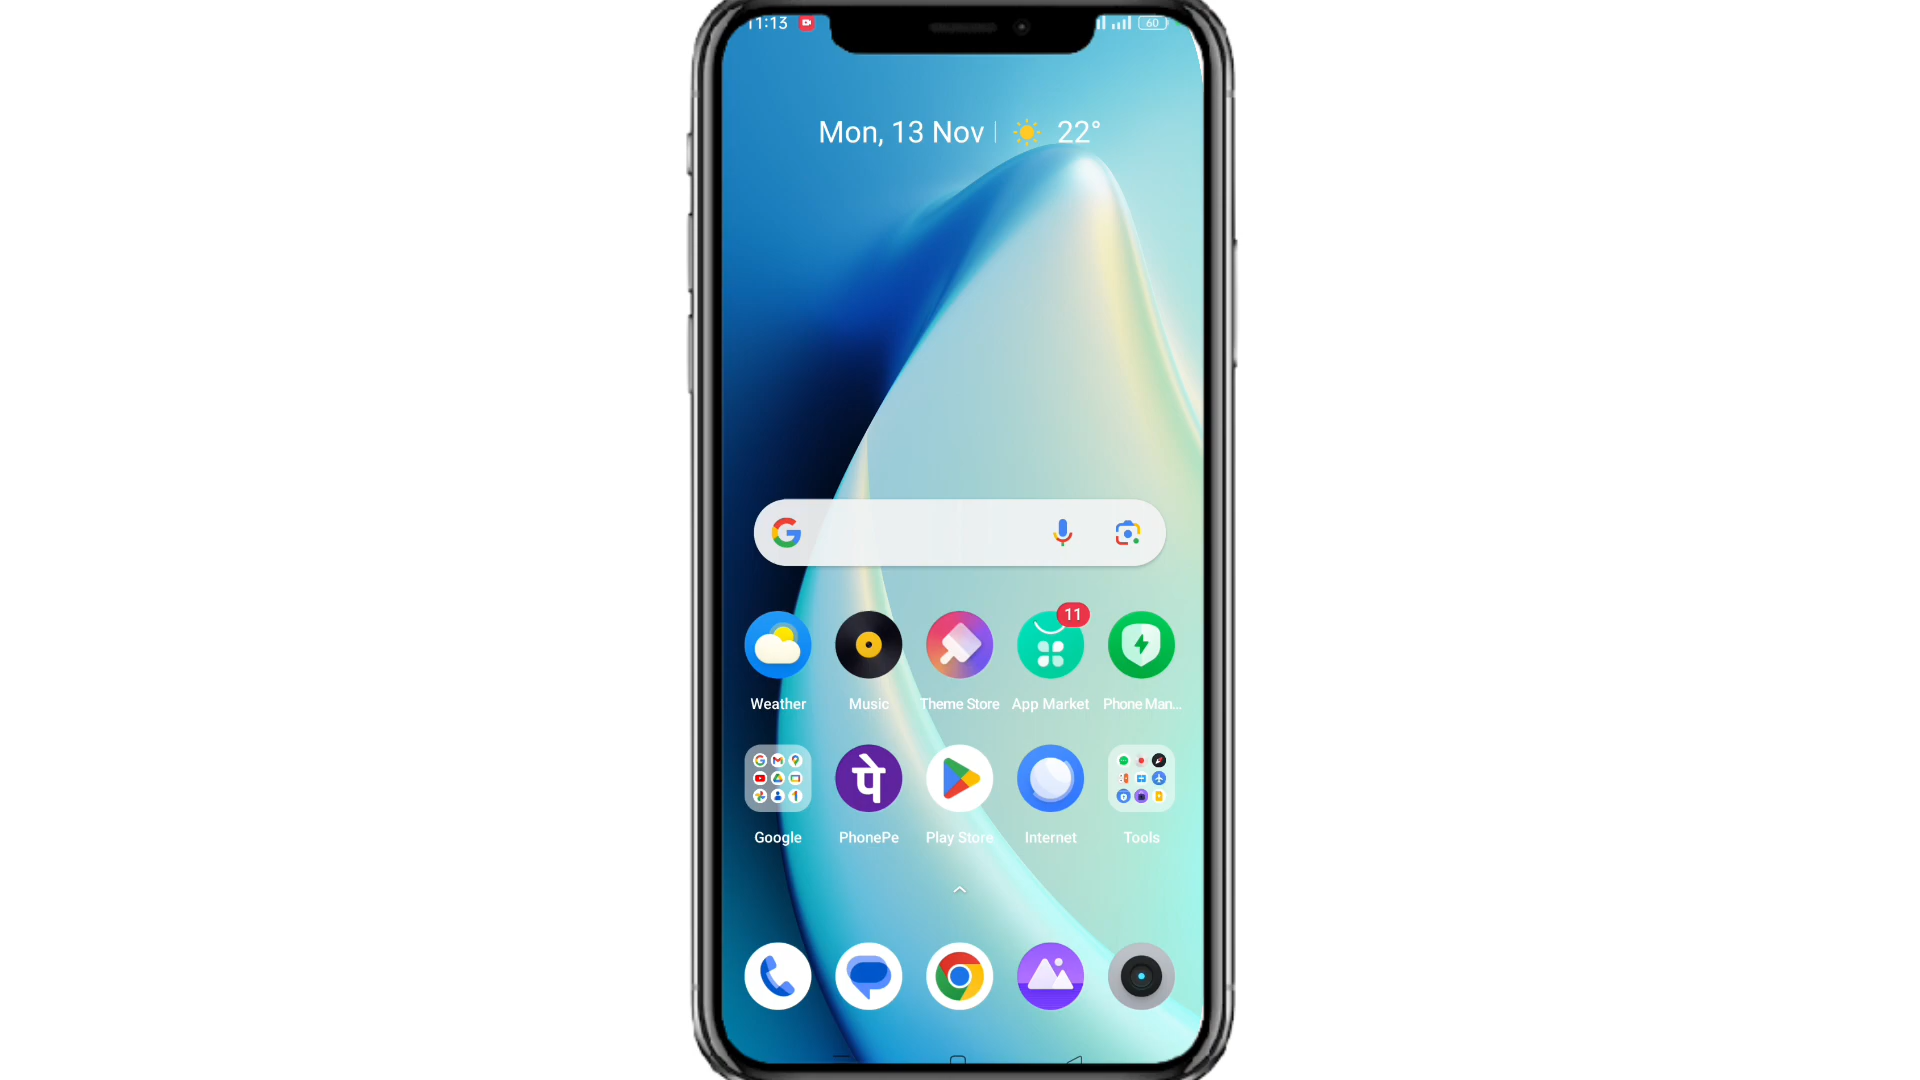 11:13 60
Mon, 13 Nov 22°
11
Weather Music Theme Store App Market Phone Man...
पे
Google PhonePe Play Store Internet Tools